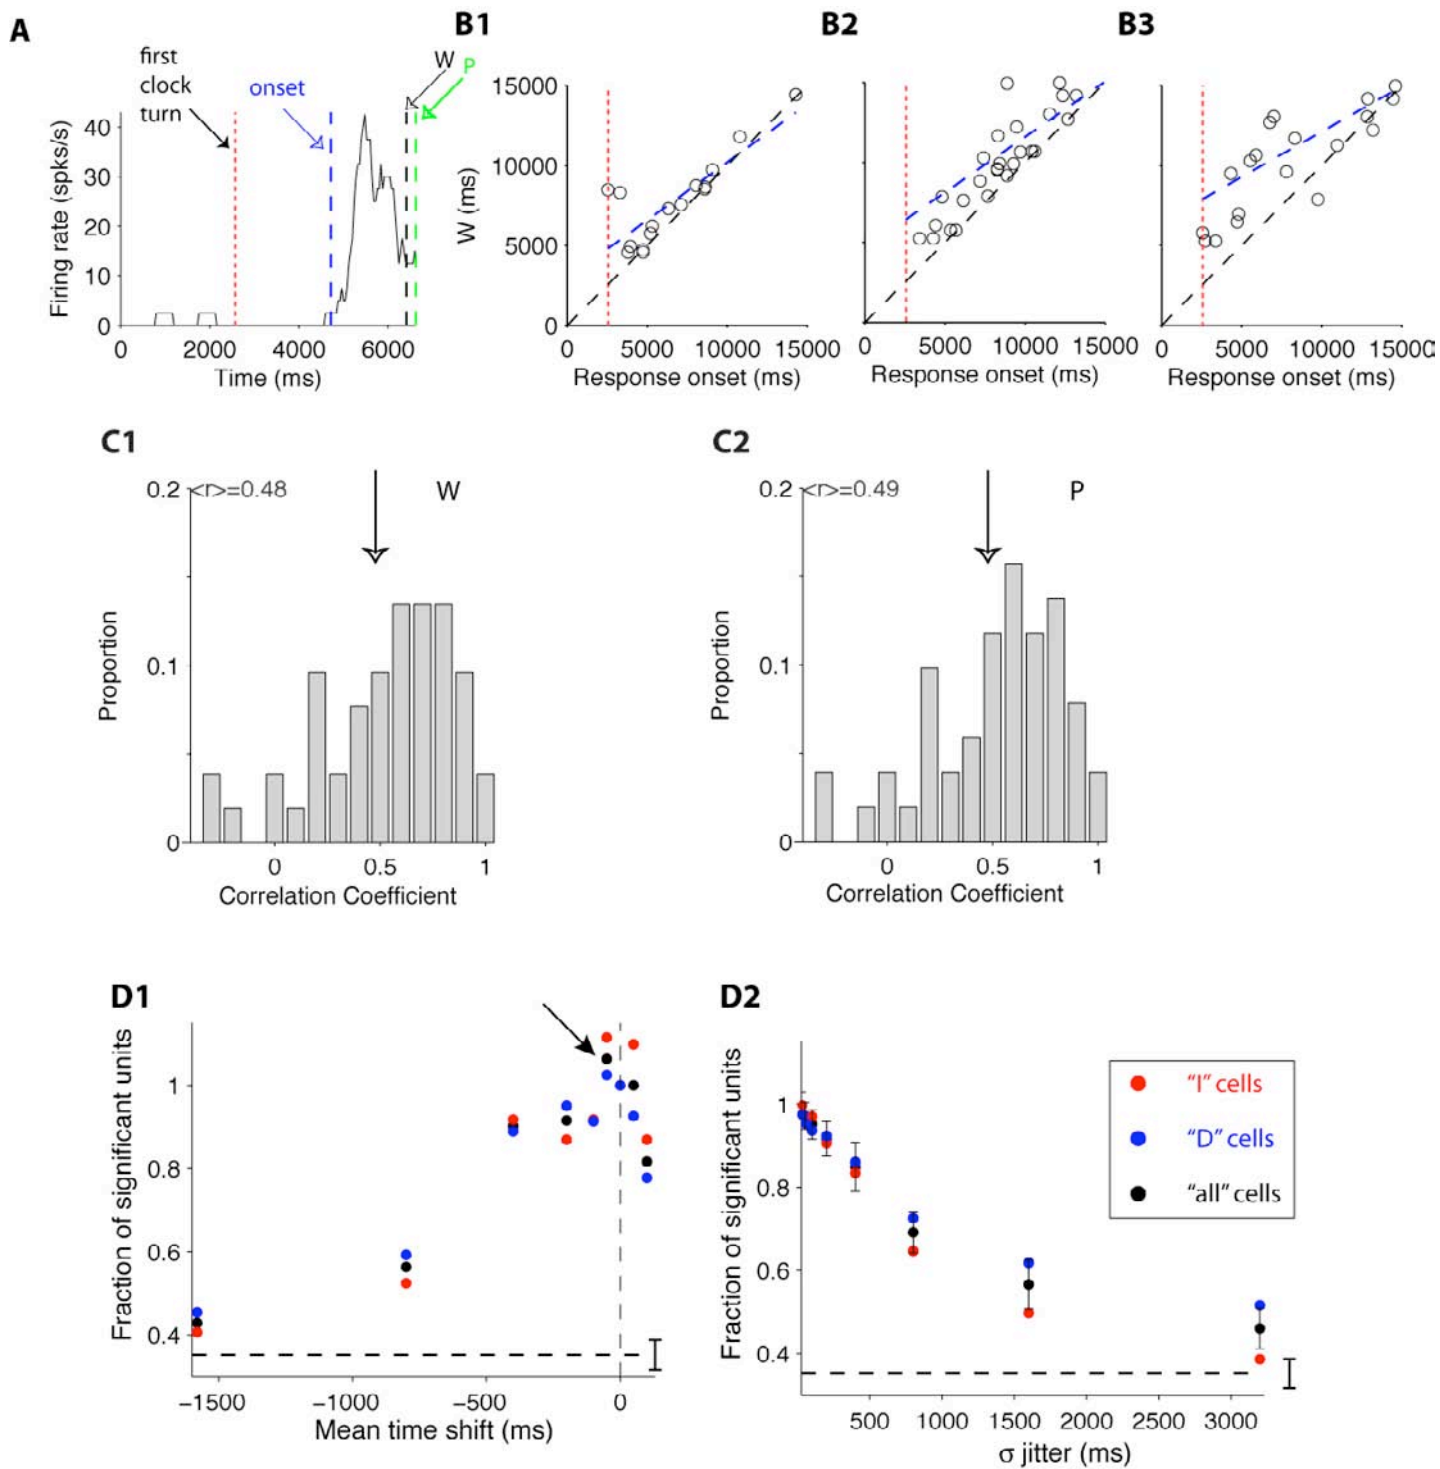 A
B1
B2
B3
first
clock
turn
onset
W
P
Firing rate (spks/s)
40
30
20
10
0
0
2000
4000
6000
Time (ms)
W (ms)
15000
10000
5000
0
0
5000
10000
15000
Response onset (ms)
0
5000
10000
15000
Response onset (ms)
0
5000
10000
15000
Response onset (ms)
C1
C2
<r>=0.48
W
Proportion
0.2
0.1
0
0
0.5
1
Correlation Coefficient
<r>=0.49
P
Proportion
0.2
0.1
0
0
0.5
1
Correlation Coefficient
D1
D2
Fraction of significant units
1
0.8
0.6
0.4
−1500
−1000
−500
0
Mean time shift (ms)
Fraction of significant units
1
0.8
0.6
0.4
500
1000
1500
2000
2500
3000
σ jitter (ms)
“I” cells
“D” cells
“all” cells